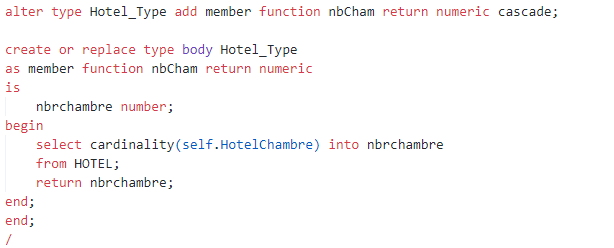 alter type Hotel_Type add member function nbCham return numeric cascade;
create or replace type body Hotel_Type
as member function nbCham return numeric
is
nbrchambre number;
begin
select cardinality(self.HotelChambre) into nbrchambre
from HOTEL;
return nbrchambre;
end;
end;
/